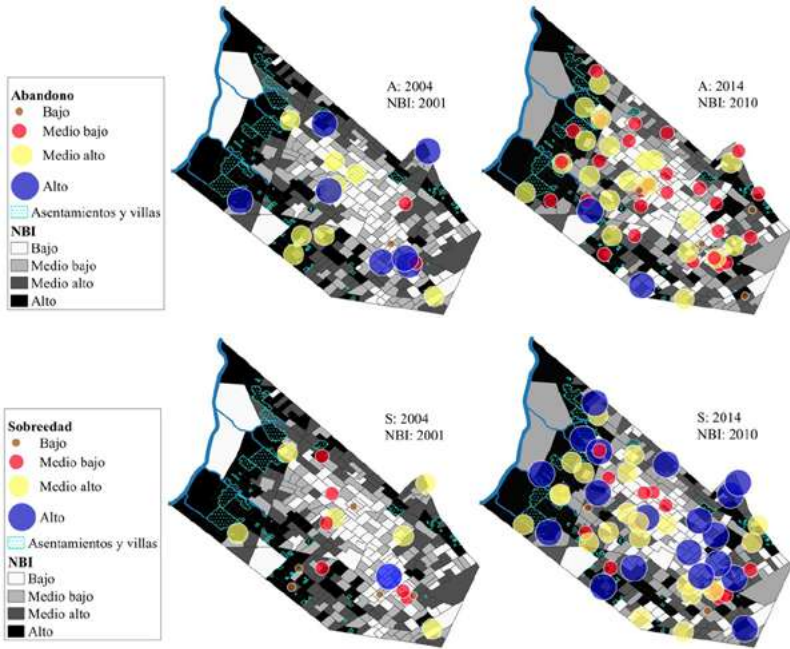 Abandono
Bajo
Medio bajo
Medio alto
Alto
Asentamientos y villas
NBI
Bajo
Medio bajo
Medio alto
Alto
A: 2004
NBI: 2001
A: 2014
NBI: 2010
Sobreedad
Bajo
Medio bajo
Medio alto
Alto
Asentamientos y villas
NBI
Bajo
Medio bajo
Medio alto
Alto
S: 2004
NBI: 2001
S: 2014
NBI: 2010